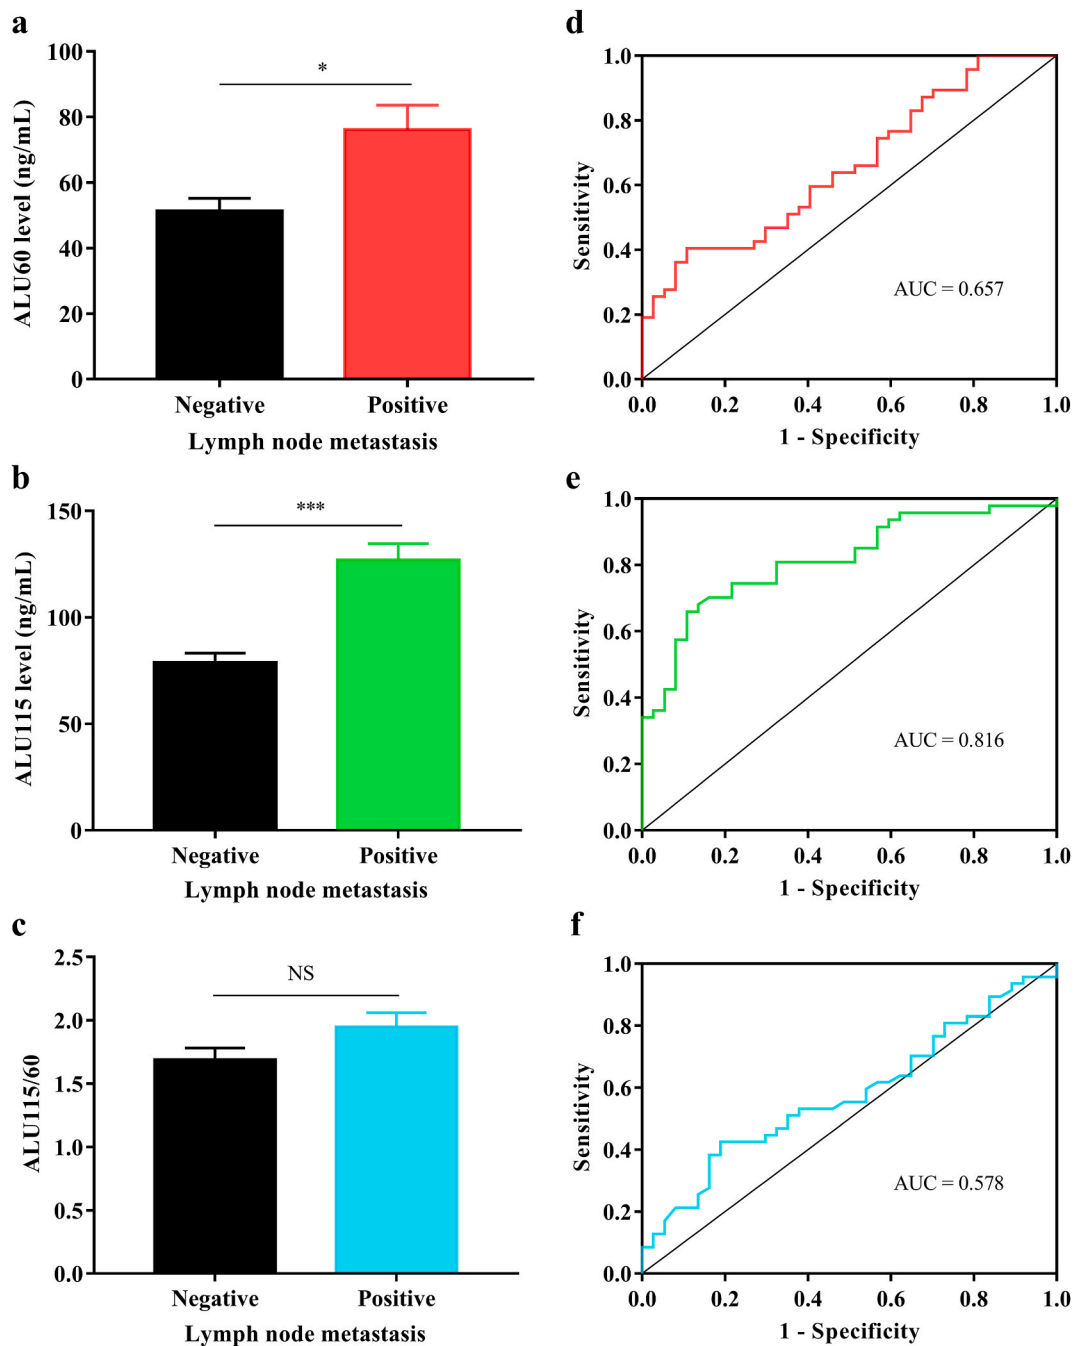 a
100
80
60
40
20
0
ALU60 level (ng/mL)
*
Negative Positive
Lymph node metastasis
d
1.0
0.8
0.6
0.4
0.2
0.0
Sensitivity
AUC = 0.657
0.0 0.2 0.4 0.6 0.8 1.0
1 - Specificity
b
150
100
50
0
ALU115 level (ng/mL)
***
Negative Positive
Lymph node metastasis
e
1.0
0.8
0.6
0.4
0.2
0.0
Sensitivity
AUC = 0.816
0.0 0.2 0.4 0.6 0.8 1.0
1 - Specificity
c
2.5
2.0
1.5
1.0
0.5
0.0
ALU115/60
NS
Negative Positive
Lymph node metastasis
f
1.0
0.8
0.6
0.4
0.2
0.0
Sensitivity
AUC = 0.578
0.0 0.2 0.4 0.6 0.8 1.0
1 - Specificity